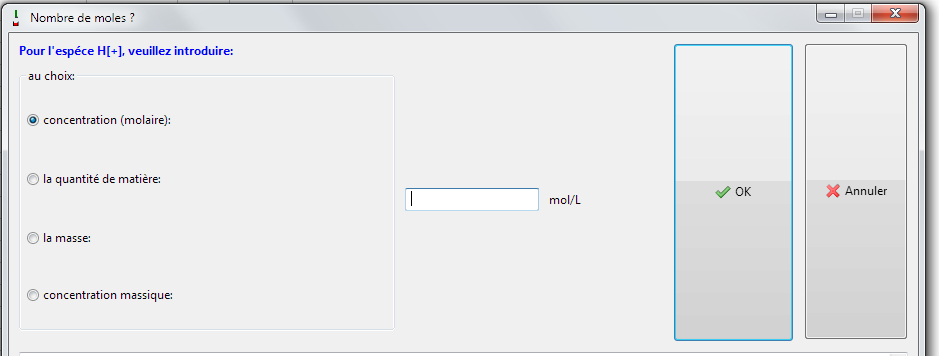 Nombre de moles ?
Pour l'espéce H[+], veuillez introduire:
au choix:
concentration (molaire):
la quantité de matière:
la masse:
concentration massique:
mol/L
OK
Annuler